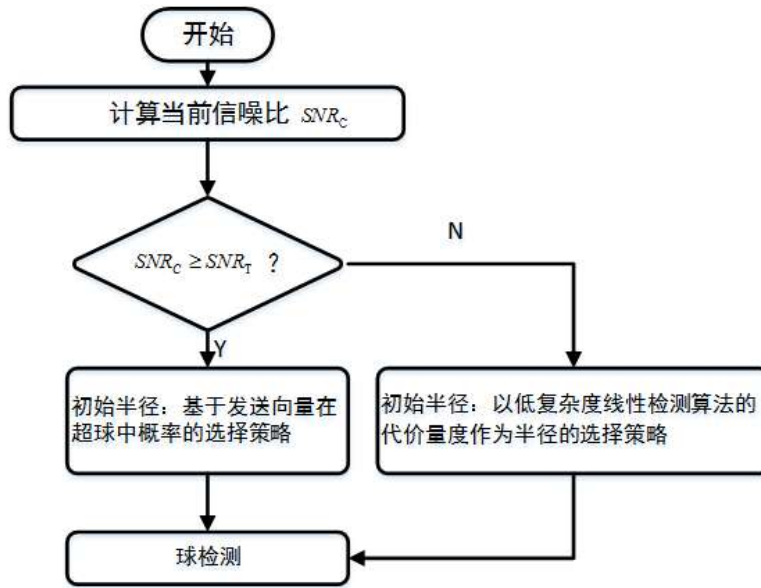 开始
计算当前信噪比 SNR_C
SNR_C ≥ SNR_T ?
N
Y
初始半径：基于发送向量在
超球中概率的选择策略
初始半径：以低复杂度线性检测算法的
代价量度作为半径的选择策略
球检测